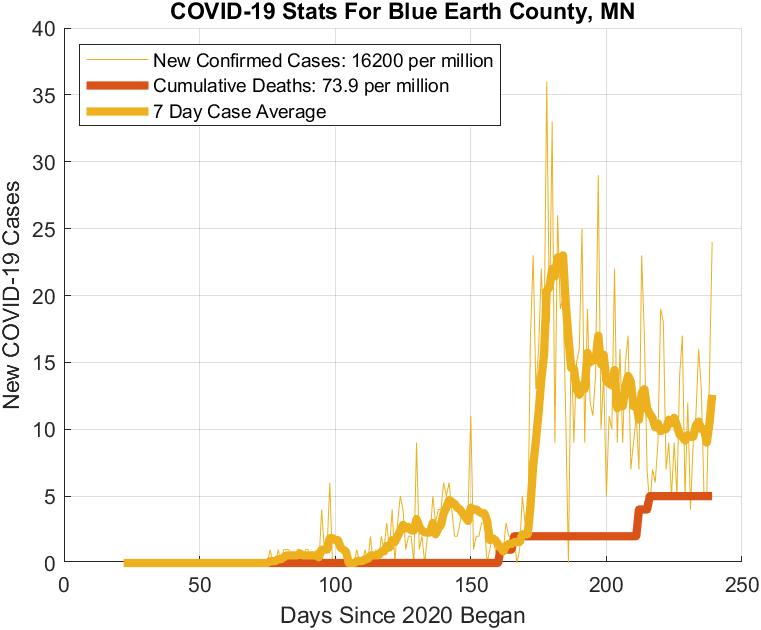 COVID-19 Stats For Blue Earth County, MN
New Confirmed Cases: 16200 per million
Cumulative Deaths: 73.9 per million
7 Day Case Average
New COVID-19 Cases
40
35
30
25
20
15
10
5
0
0 50 100 150 200 250
Days Since 2020 Began